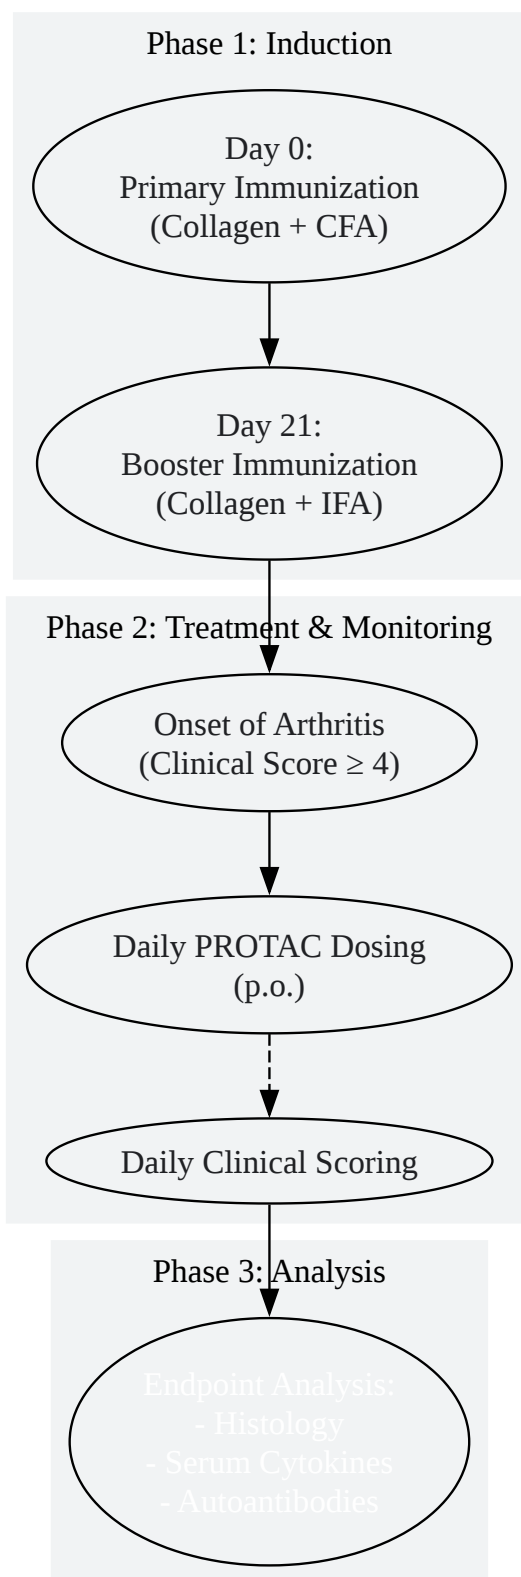 Phase 1: Induction
Day 0:
Primary Immunization
(Collagen + CFA)
Day 21:
Booster Immunization
(Collagen + IFA)
Phase 2: Treatment & Monitoring
Onset of Arthritis
(Clinical Score ≥ 4)
Daily PROTAC Dosing
(p.o.)
Daily Clinical Scoring
Phase 3: Analysis
Endpoint Analysis:
- Histology
- Serum Cytokines
- Autoantibodies